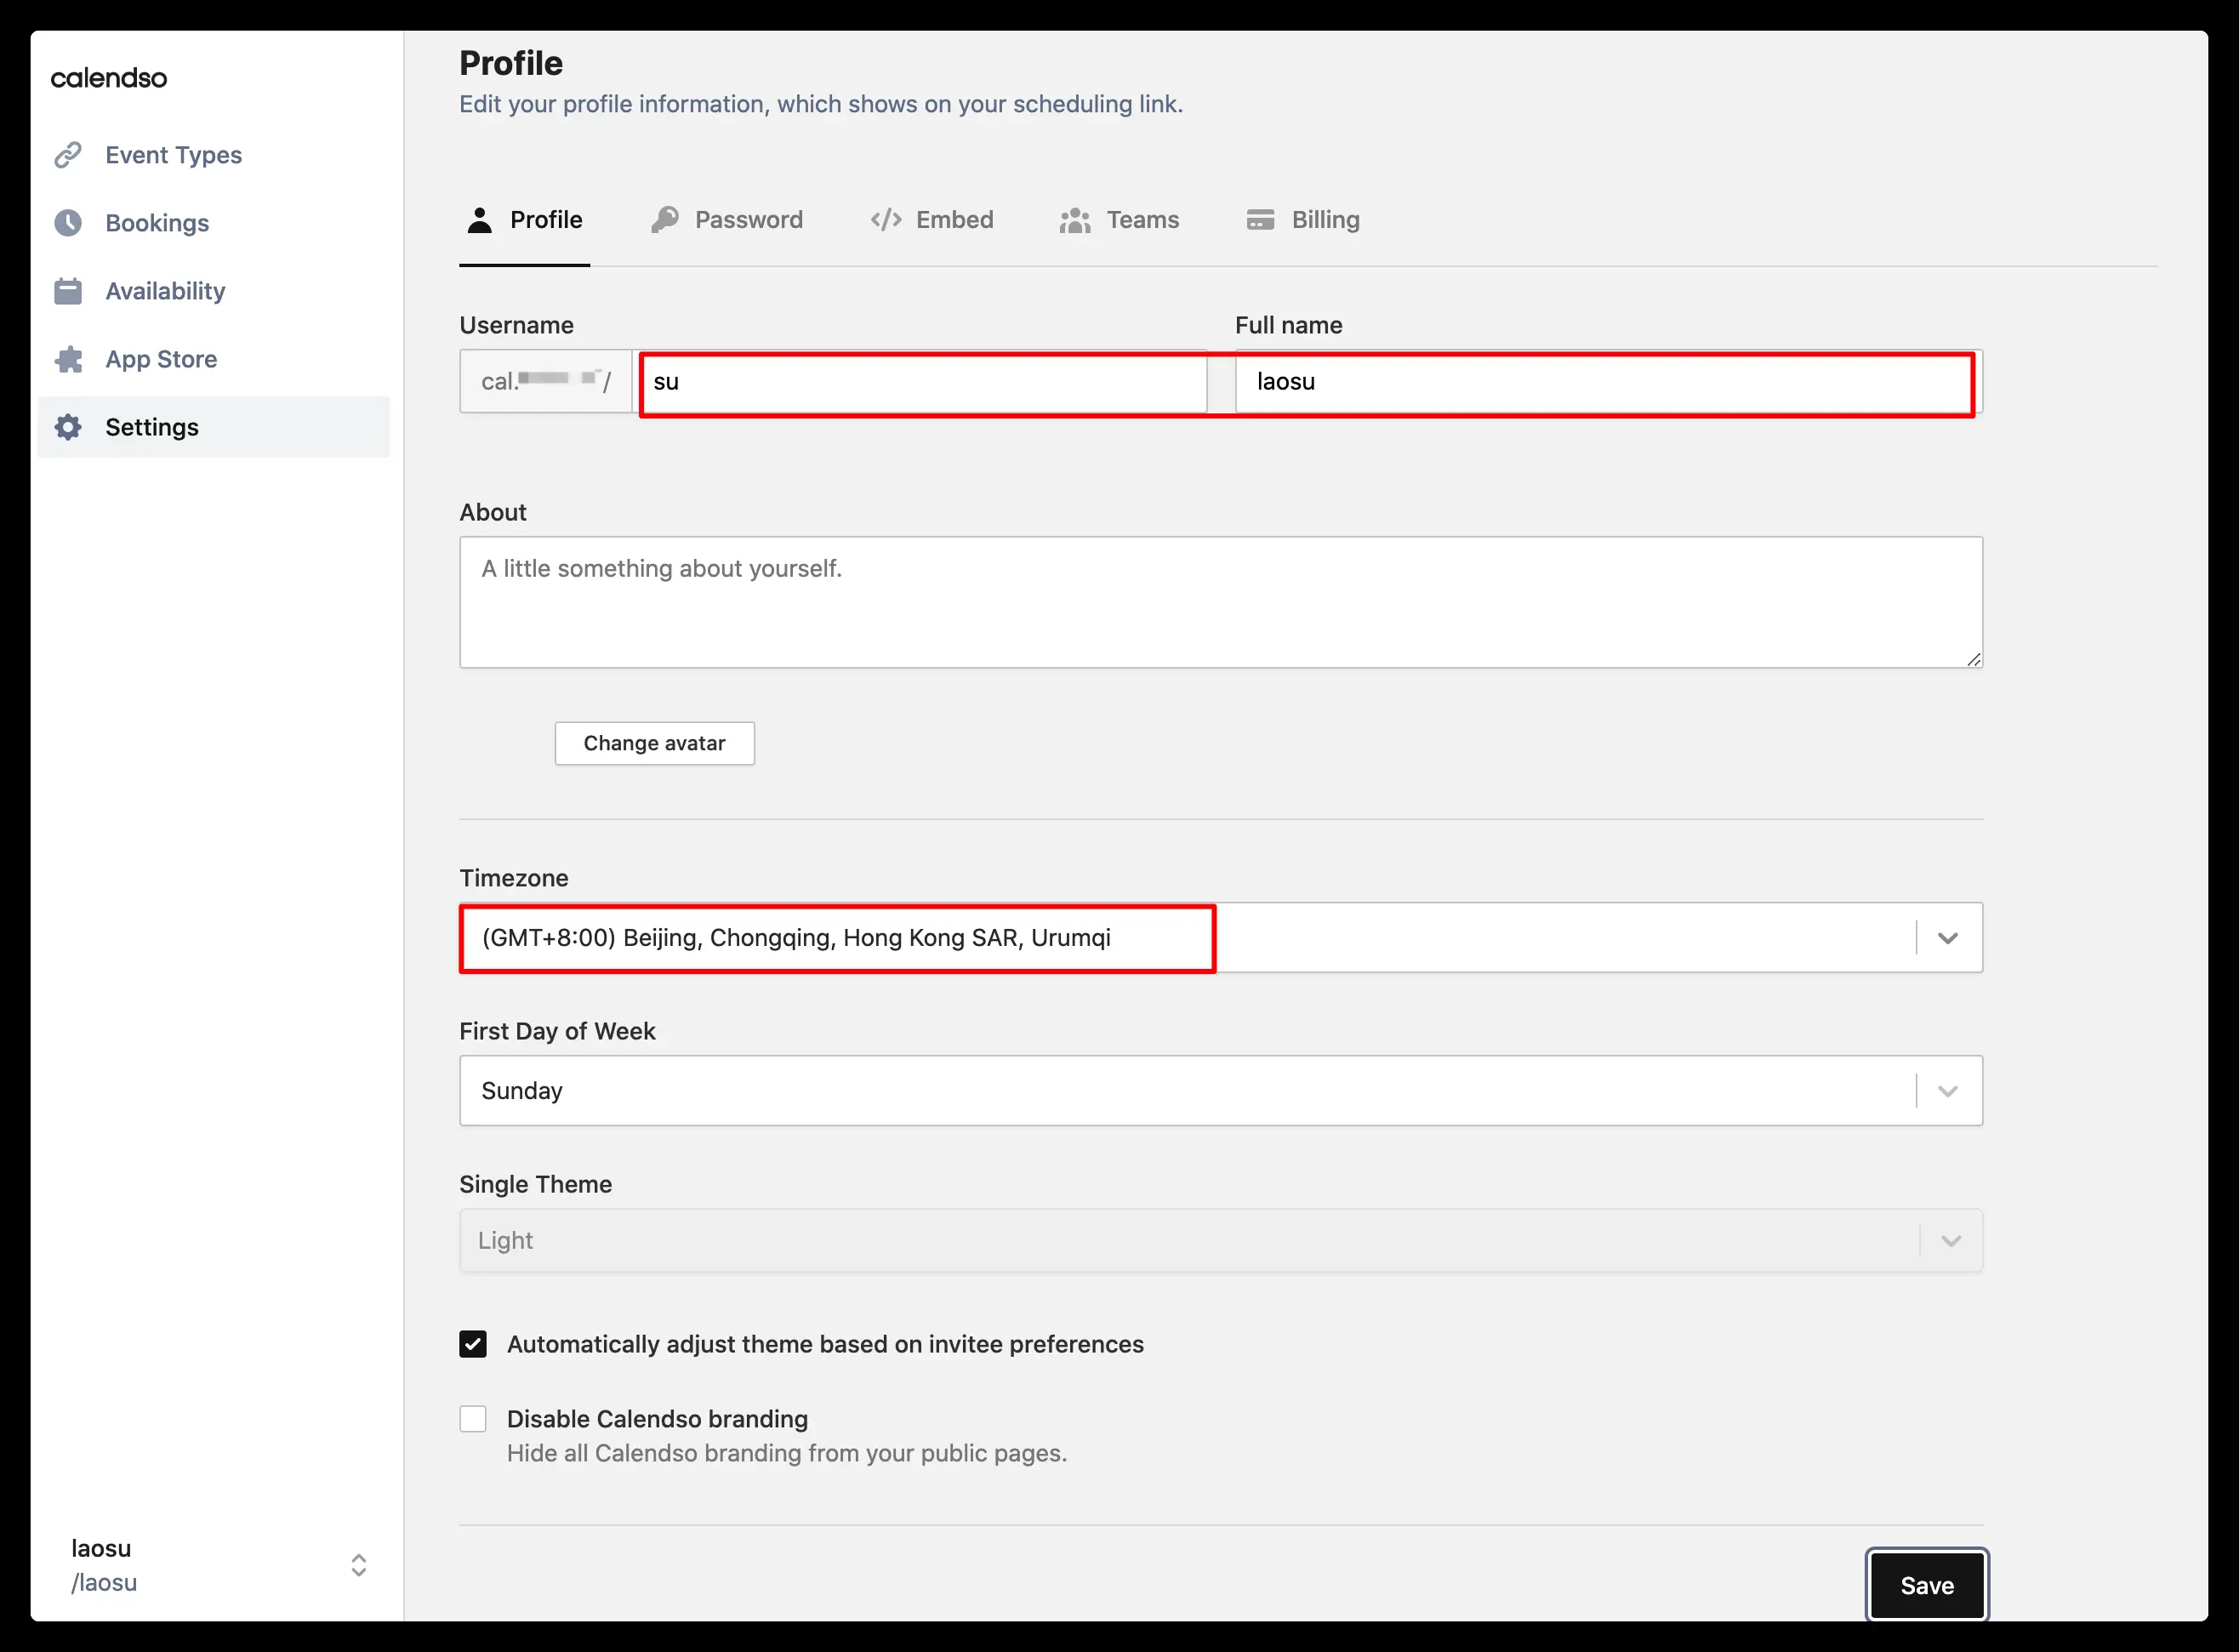 calendso
Event Types
Bookings
Availability
App Store
Settings
laosu
/laosu
Profile
Edit your profile information, which shows on your scheduling link.
Profile
Password
Embed
Teams
Billing
Username
Full name
cal. /
su
laosu
About
A little something about yourself.
Change avatar
Timezone
(GMT+8:00) Beijing, Chongqing, Hong Kong SAR, Urumqi
First Day of Week
Sunday
Single Theme
Light
Automatically adjust theme based on invitee preferences
Disable Calendso branding
Hide all Calendso branding from your public pages.
Save